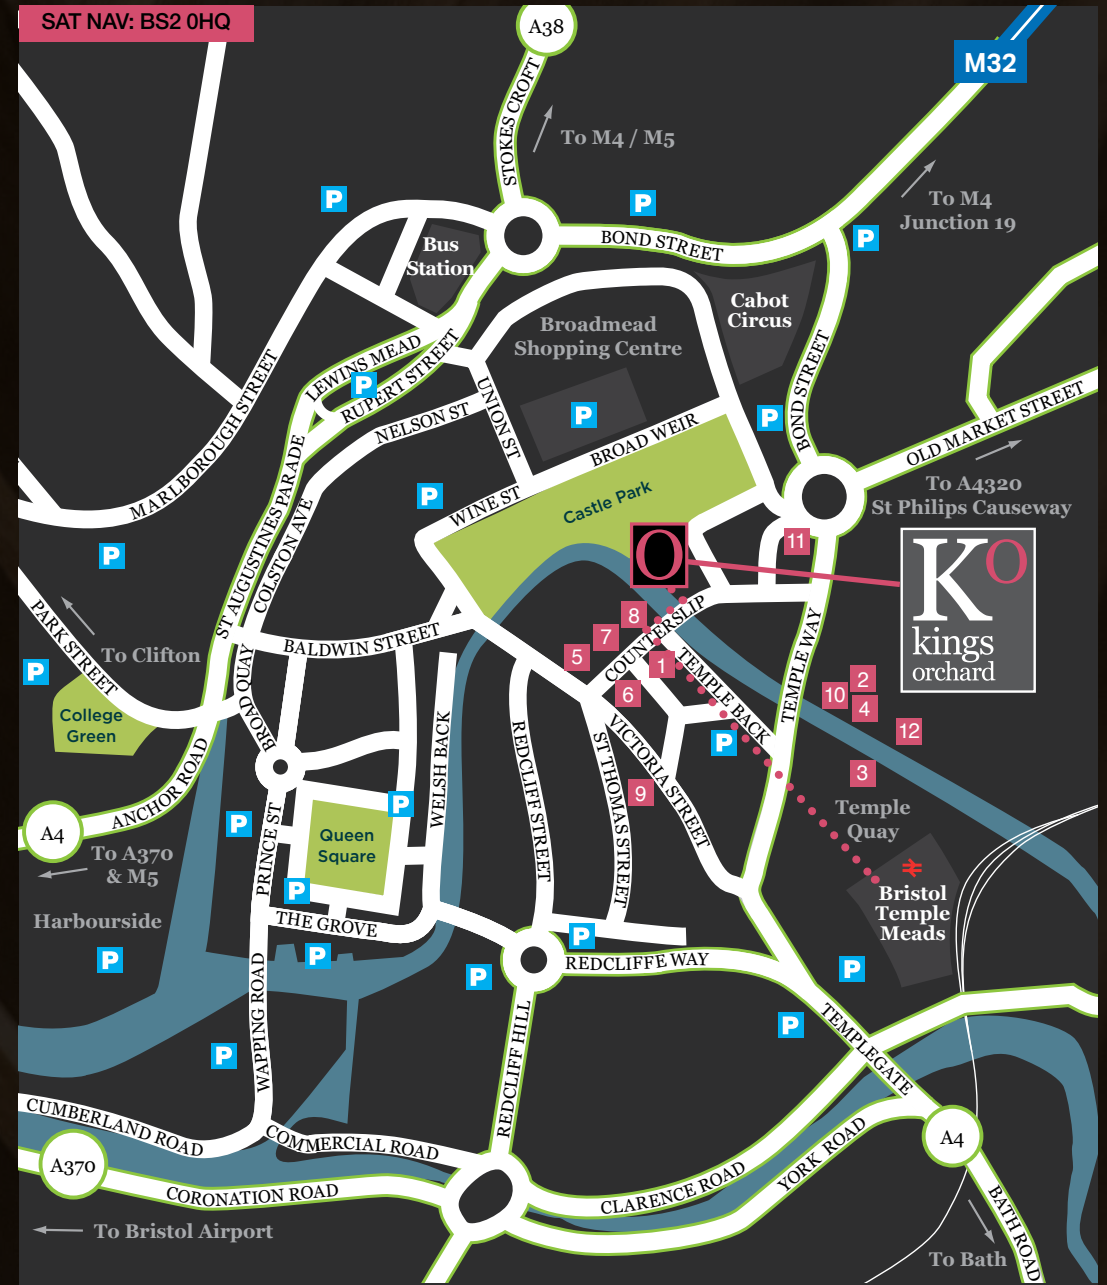 SAT NAV: BS2 0HQ
A38
M32
STOKES CROFT
To M4 / M5
P
P
To M4
Junction 19
P
BOND STREET
Bus
Station
Cabot
Circus
Broadmead
Shopping Centre
LEWINS MEAD
P
RUPERT STREET
MARLBOROUGH STREET
NELSON ST
UNION ST
P
BROAD WEIR
P
BOND STREET
OLD MARKET STREET
To A4320
St Philips Causeway
P
WINE ST
Castle Park
ST AUGUSTINES PARADE
COLSTON AVE
P
O
11
KO
kings
orchard
PARK STREET
To Clifton
P
BALDWIN STREET
8
7
5
COUNTERSLIP
1
6
TEMPLE BACK
TEMPLE WAY
2
10
4
12
3
College
Green
BROAD QUAY
P
WELSH BACK
REDCLIFF STREET
ST THOMAS STREET
VICTORIA STREET
9
Temple
Quay
Bristol
Temple
Meads
ANCHOR ROAD
A4
To A370
& M5
P
PRINCE ST
P
Queen
Square
P
THE GROVE
Harbourside
P
P
P
P
REDCLIFFE WAY
P
P
P
WAPPING ROAD
REDCLIFF HILL
TEMPLEGATE
CUMBERLAND ROAD
COMMERCIAL ROAD
A4
A370
CORONATION ROAD
CLARENCE ROAD
YORK ROAD
BATH ROAD
To Bristol Airport
To Bath